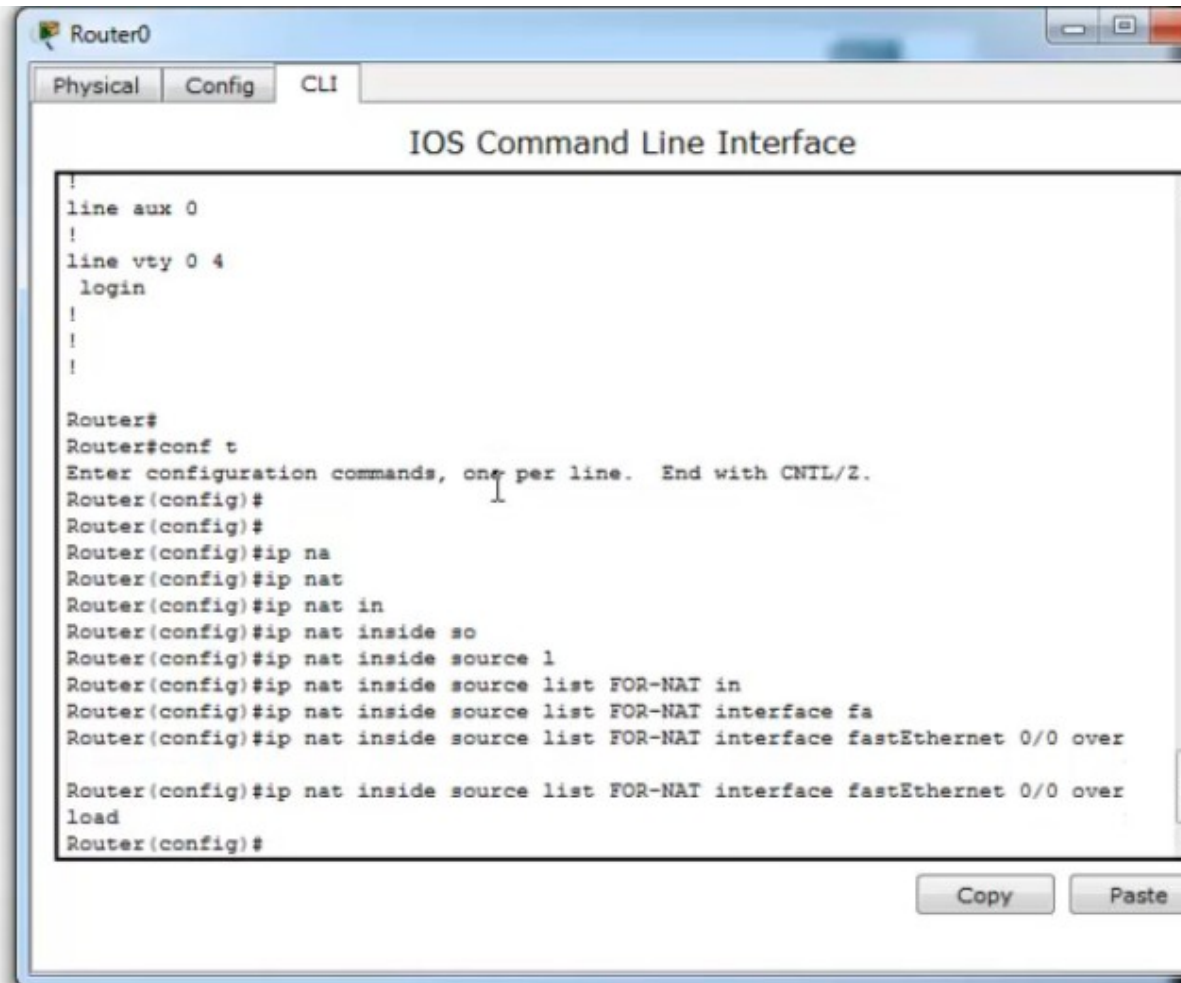 Router0
Physical Config CLI
IOS Command Line Interface
!
line aux 0
!
line vty 0 4
 login
!
!
!
Router#
Router#conf t
Enter configuration commands, one per line.  End with CNTL/Z.
Router(config)#
Router(config)#
Router(config)#ip na
Router(config)#ip nat
Router(config)#ip nat in
Router(config)#ip nat inside so
Router(config)#ip nat inside source l
Router(config)#ip nat inside source list FOR-NAT in
Router(config)#ip nat inside source list FOR-NAT interface fa
Router(config)#ip nat inside source list FOR-NAT interface fastEthernet 0/0 over
Router(config)#ip nat inside source list FOR-NAT interface fastEthernet 0/0 over
load
Router(config)#
Copy Paste